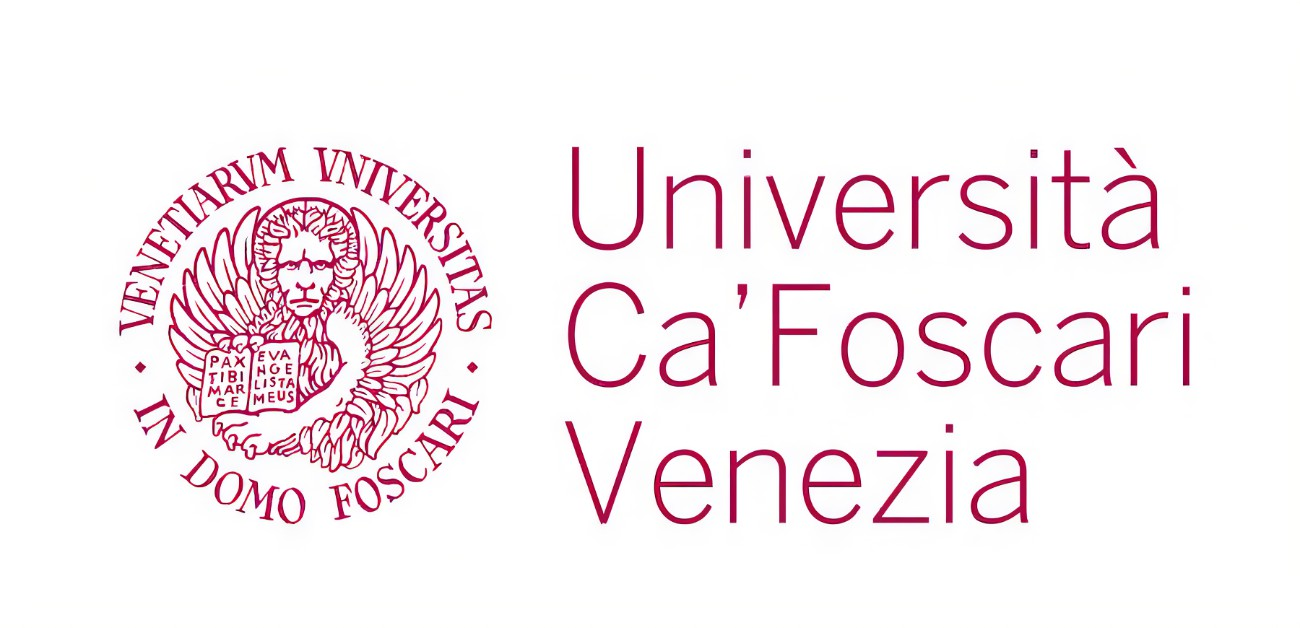 VENETIARVM VNIVERSITAS
IN DOMO FOSCARI
PAX
TIBI
MAR
CE
EVA
NGE
LISTA
MEUS
Università
Ca'Foscari
Venezia